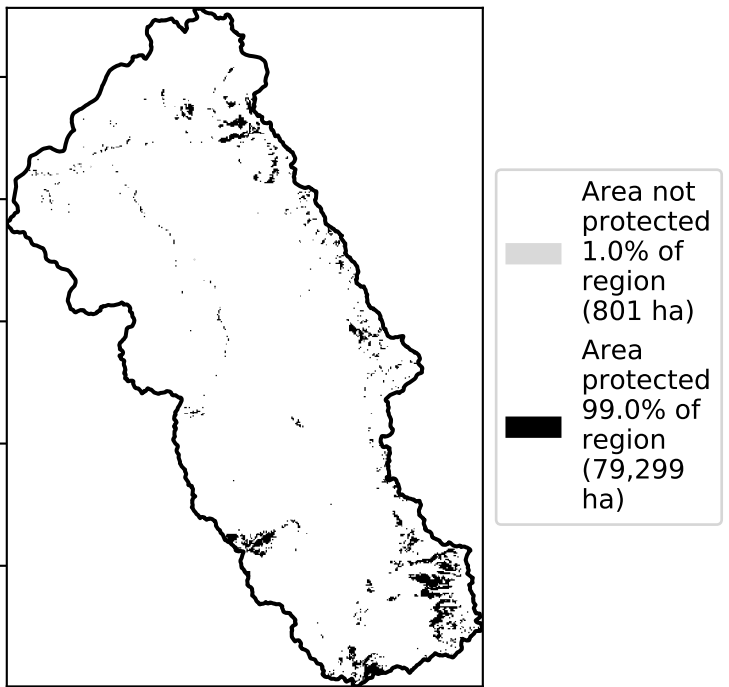 Area not
protected
1.0% of
region
(801 ha)
Area
protected
99.0% of
region
(79,299
ha)